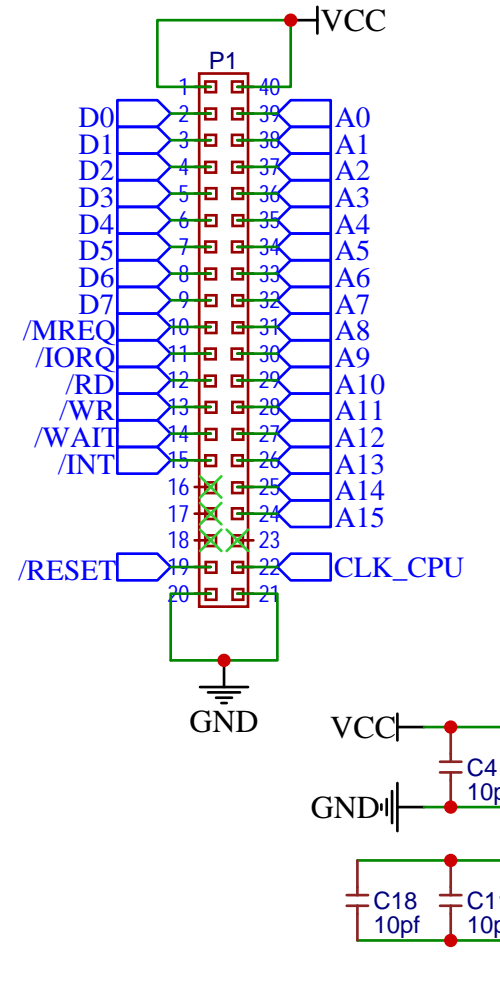 VCC
P1
1 40
D0 2 39 A0
D1 3 38 A1
D2 4 37 A2
D3 5 36 A3
D4 6 35 A4
D5 7 34 A5
D6 8 33 A6
D7 9 32 A7
/MREQ 10 31 A8
/IORQ 11 30 A9
/RD 12 29 A10
/WR 13 28 A11
/WAIT 14 27 A12
/INT 15 26 A13
16 25 A14
17 24 A15
18 23
/RESET 19 22 CLK_CPU
20 21
GND
VCC
C4
GND
C18
10pf